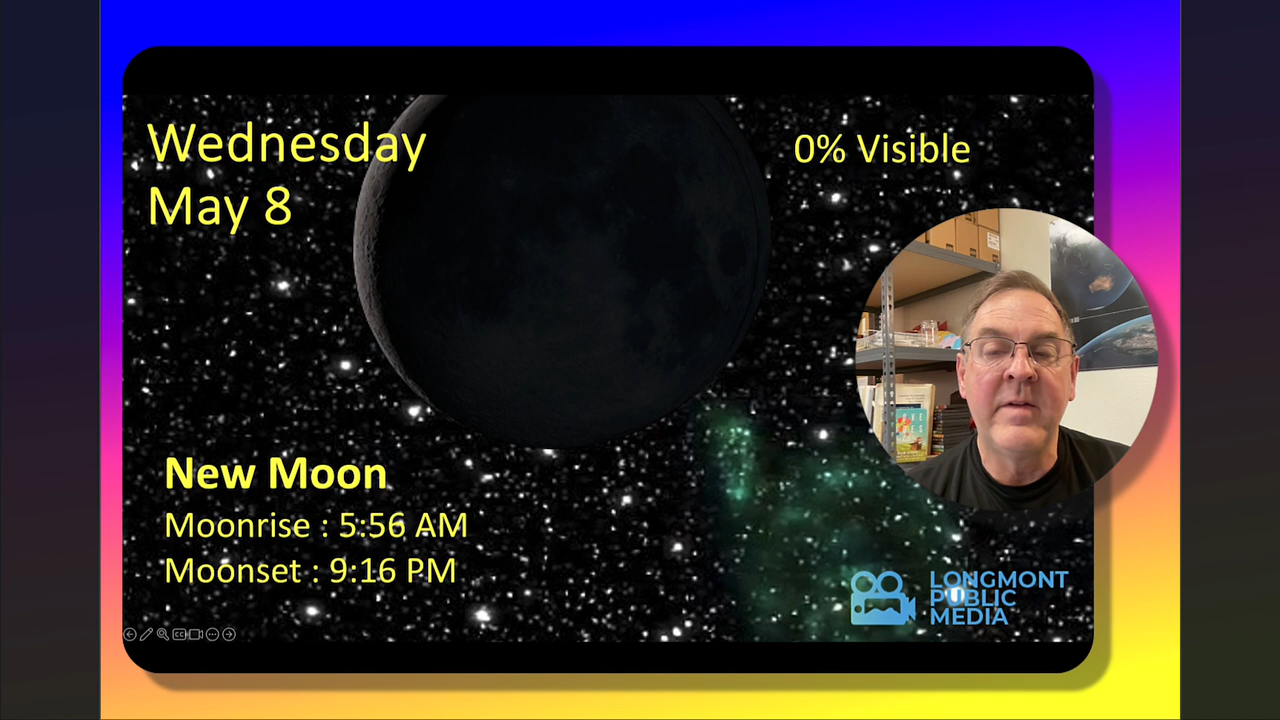 Wednesday
May 8
0% Visible
New Moon
Moonrise : 5:56 AM
Moonset : 9:16 PM
LONGMONT
PUBLIC
MEDIA